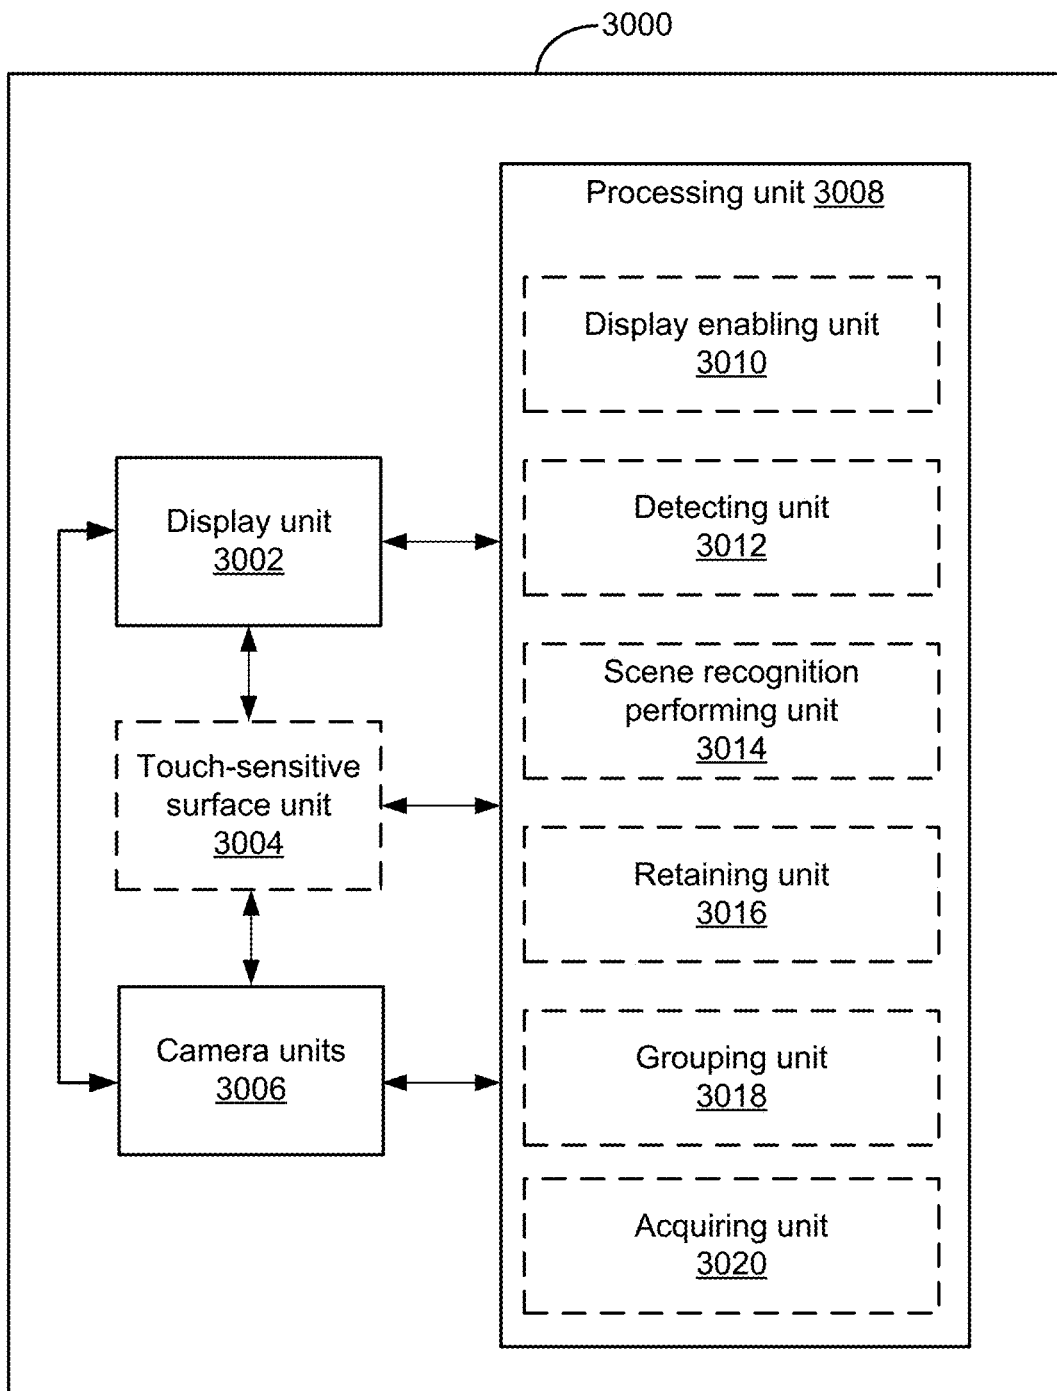 3000
Processing unit 3008
Display enabling unit
3010
Display unit
3002
Detecting unit
3012
Scene recognition
performing unit
3014
Touch-sensitive
surface unit
3004
Retaining unit
3016
Camera units
3006
Grouping unit
3018
Acquiring unit
3020